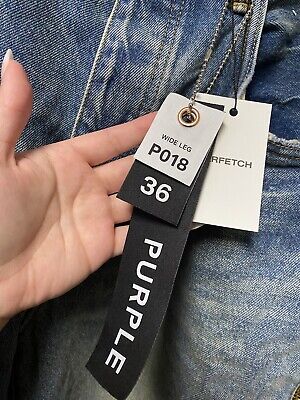 WIDE LEG
P018
36
RFETCH
PURPLE